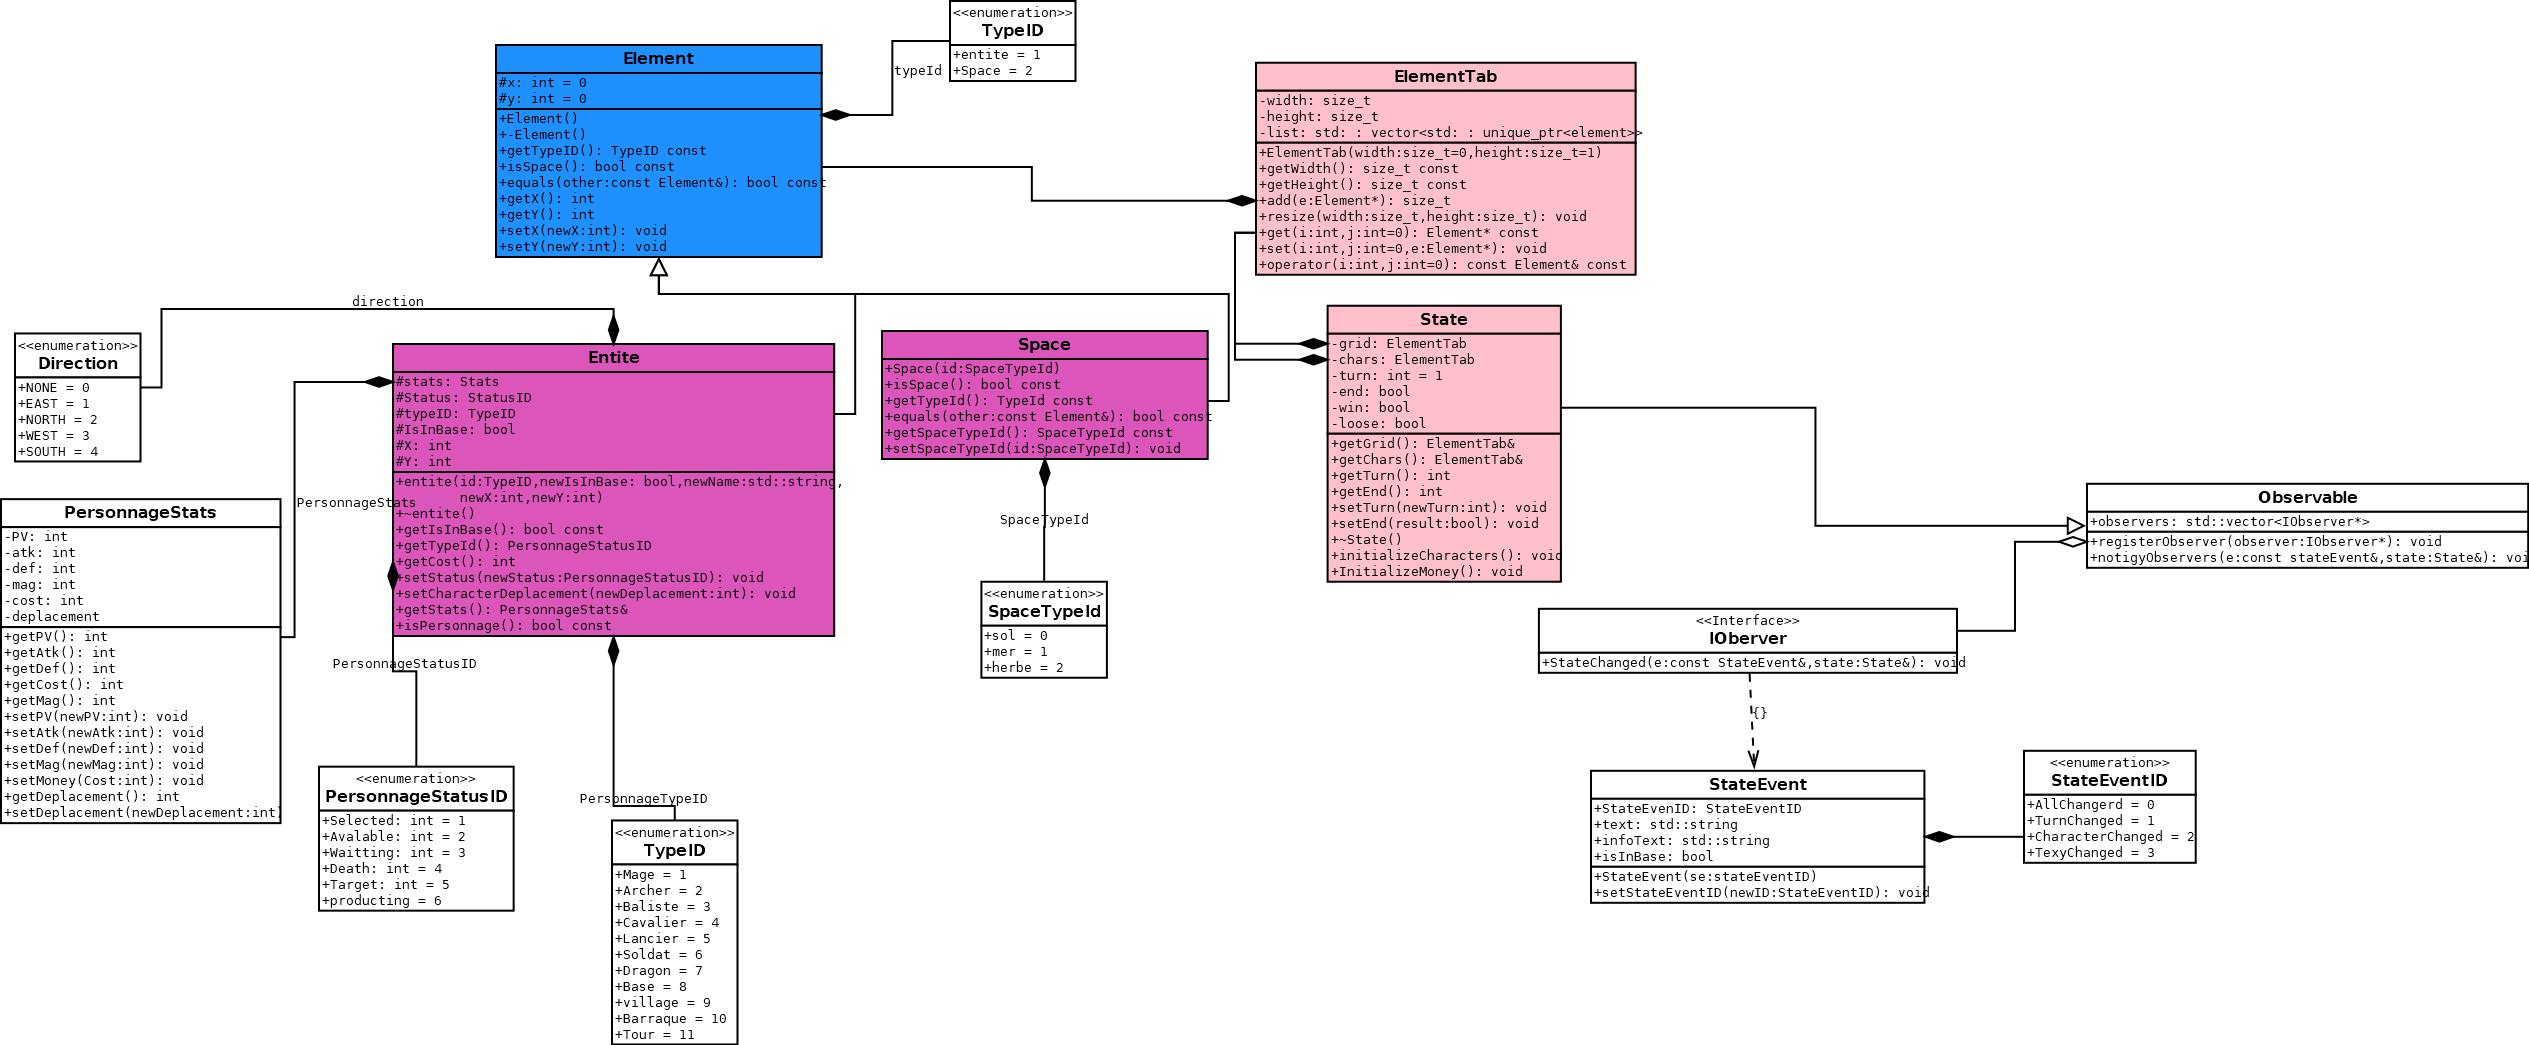 <<enumeration>>
TypeID
+entite = 1
+Space = 2
typeId
Element
#x: int = 0
#y: int = 0
+Element()
+-Element()
+getTypeID(): TypeID const
+isSpace(): bool const
+equals(other:const Element&): bool const
+getX(): int
+getY(): int
+setX(newX:int): void
+setY(newY:int): void
ElementTab
-width: size_t
-height: size_t
-list: std: : vector<std: : unique_ptr<element>>
+ElementTab(width:size_t=0,height:size_t=1)
+getWidth(): size_t const
+getHeight(): size_t const
+add(e:Element*): size_t
+resize(width:size_t,height:size_t): void
+get(i:int,j:int=0): Element* const
+set(i:int,j:int=0,e:Element*): void
+operator(i:int,j:int=0): const Element& const
direction
<<enumeration>>
Direction
+NONE = 0
+EAST = 1
+NORTH = 2
+WEST = 3
+SOUTH = 4
Entite
#stats: Stats
#Status: StatusID
#typeID: TypeID
#IsInBase: bool
#X: int
#Y: int
+entite(id:TypeID,newIsInBase: bool,newName:std::string,
newX:int,newY:int)
+~entite()
+getIsInBase(): bool const
+getTypeId(): PersonnageStatusID
+getCost(): int
+setStatus(newStatus:PersonnageStatusID): void
+setCharacterDeplacement(newDeplacement:int): void
+getStats(): PersonnageStats&
+isPersonnage(): bool const
Space
+Space(id:SpaceTypeId)
+isSpace(): bool const
+getTypeId(): TypeId const
+equals(other:const Element&): bool const
+getSpaceTypeId(): SpaceTypeId const
+setSpaceTypeId(id:SpaceTypeId): void
SpaceTypeId
<<enumeration>>
SpaceTypeId
+sol = 0
+mer = 1
+herbe = 2
State
-grid: ElementTab
-chars: ElementTab
-turn: int = 1
-end: bool
-win: bool
-loose: bool
+getGrid(): ElementTab&
+getChars(): ElementTab&
+getTurn(): int
+getEnd(): int
+setTurn(newTurn:int): void
+setEnd(result:bool): void
+~State()
+initializeCharacters(): void
+InitializeMoney(): void
Observable
+observers: std::vector<IObserver*>
+registerObserver(observer:IObserver*): void
+notigyObservers(e:const stateEvent&,state:State&): voi
PersonnageStats
PersonnageStats
-PV: int
-atk: int
-def: int
-mag: int
-cost: int
-deplacement
+getPV(): int
+getAtk(): int
+getDef(): int
+getCost(): int
+getMag(): int
+setPV(newPV:int): void
+setAtk(newAtk:int): void
+setDef(newDef:int): void
+setMag(newMag:int): void
+setMoney(Cost:int): void
+getDeplacement(): int
+setDeplacement(newDeplacement:int)
PersonnageStatusID
<<enumeration>>
PersonnageStatusID
+Selected: int = 1
+Avalable: int = 2
+Waitting: int = 3
+Death: int = 4
+Target: int = 5
+producting = 6
PersonnageTypeID
<<enumeration>>
TypeID
+Mage = 1
+Archer = 2
+Baliste = 3
+Cavalier = 4
+Lancier = 5
+Soldat = 6
+Dragon = 7
+Base = 8
+village = 9
+Barraque = 10
+Tour = 11
<<Interface>>
IOberver
+StateChanged(e:const StateEvent&,state:State&): void
{}
StateEvent
+StateEvenID: StateEventID
+text: std::string
+infoText: std::string
+isInBase: bool
+StateEvent(se:stateEventID)
+setStateEventID(newID:StateEventID): void
<<enumeration>>
StateEventID
+AllChangerd = 0
+TurnChanged = 1
+CharacterChanged = 2
+TexyChanged = 3